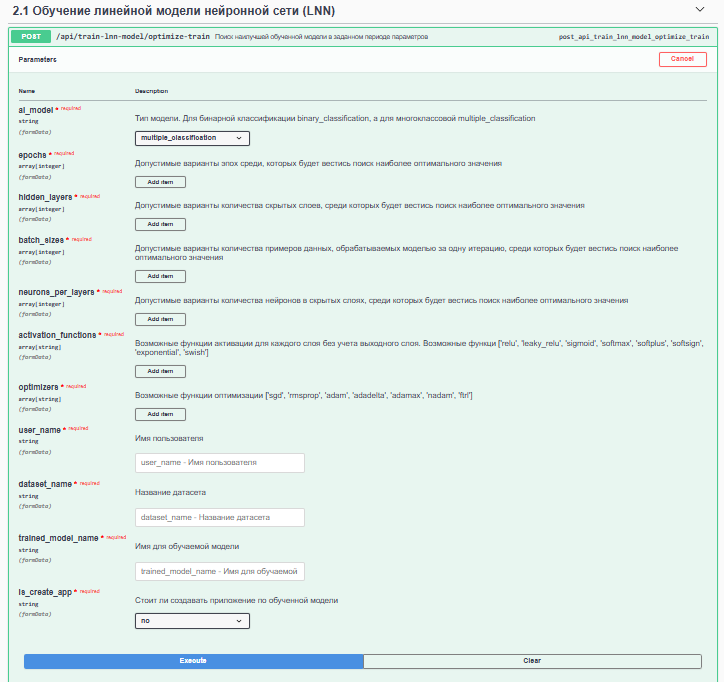 2.1 Обучение линейной модели нейронной сети (LNN)
POST /api/train-lnn-model/optimize-train Поиск наилучшей обученной модели в заданном периоде параметров post_api_train_lnn_model_optimize_train
Parameters Cancel
Name Description
ai_model * required
string
(formData)
Тип модели. Для бинарной классификации binary_classification, а для многоклассовой multiple_classification
multiple_classification
epochs * required
array[integer]
(formData)
Допустимые варианты эпох среди, которых будет вестись поиск наиболее оптимального значения
Add item
hidden_layers * required
array[integer]
(formData)
Допустимые варианты количества скрытых слоев, среди которых будет вестись поиск наиболее оптимального значения
Add item
batch_sizes * required
array[integer]
(formData)
Допустимые варианты количества примеров данных, обрабатываемых моделью за одну итерацию, среди которых будет вестись поиск наиболее
оптимального значения
Add item
neurons_per_layers * required
array[integer]
(formData)
Допустимые варианты количества нейронов в скрытых слоях, среди которых будет вестись поиск наиболее оптимального значения
Add item
activation_functions * required
array[string]
(formData)
Возможные функции активации для каждого слоя без учета выходного слоя. Возможные функци ['relu', 'leaky_relu', 'sigmoid', 'softmax', 'softplus', 'softsign',
'exponential', 'swish']
Add item
optimizers * required
array[string]
(formData)
Возможные функции оптимизации ['sgd', 'rmsprop', 'adam', 'adadelta', 'adamax', 'nadam', 'ftrl']
Add item
user_name * required
string
(formData)
Имя пользователя
user_name - Имя пользователя
dataset_name * required
string
(formData)
Название датасета
dataset_name - Название датасета
trained_model_name * required
string
(formData)
Имя для обучаемой модели
trained_model_name - Имя для обучаемой
is_create_app * required
string
(formData)
Стоит ли создавать приложение по обученной модели
no
Execute Clear